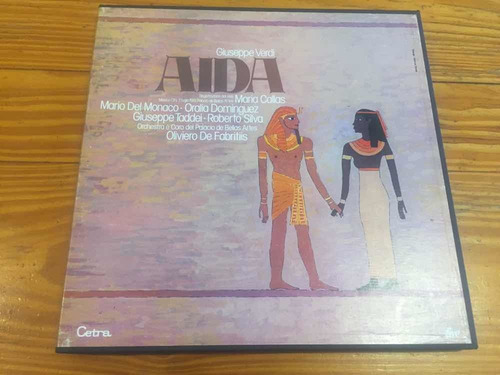 Giuseppe Verdi
AIDA
Maria Callas
Mario Del Monaco · Oralia Dominguez
Giuseppe Taddei · Roberto Silva
Orchestra e Coro del Palacio de Bellas Artes
Oliviero De Fabritiis
Cetra
live